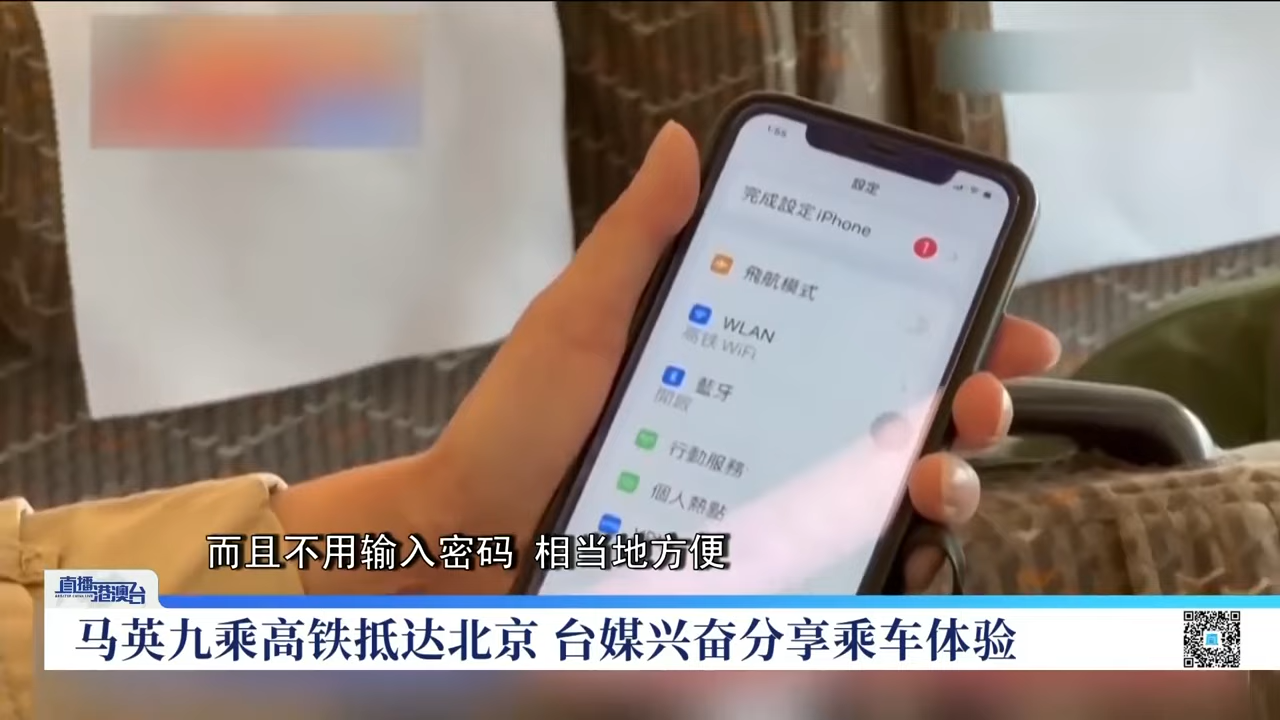 1:55
設定
完成設定 iPhone
1
飛航模式
WLAN
高铁 WiFi
藍牙
開啟
行動服務
個人熱點
而且不用输入密码 相当地方便
直播港澳台
马英九乘高铁抵达北京 台媒兴奋分享乘车体验